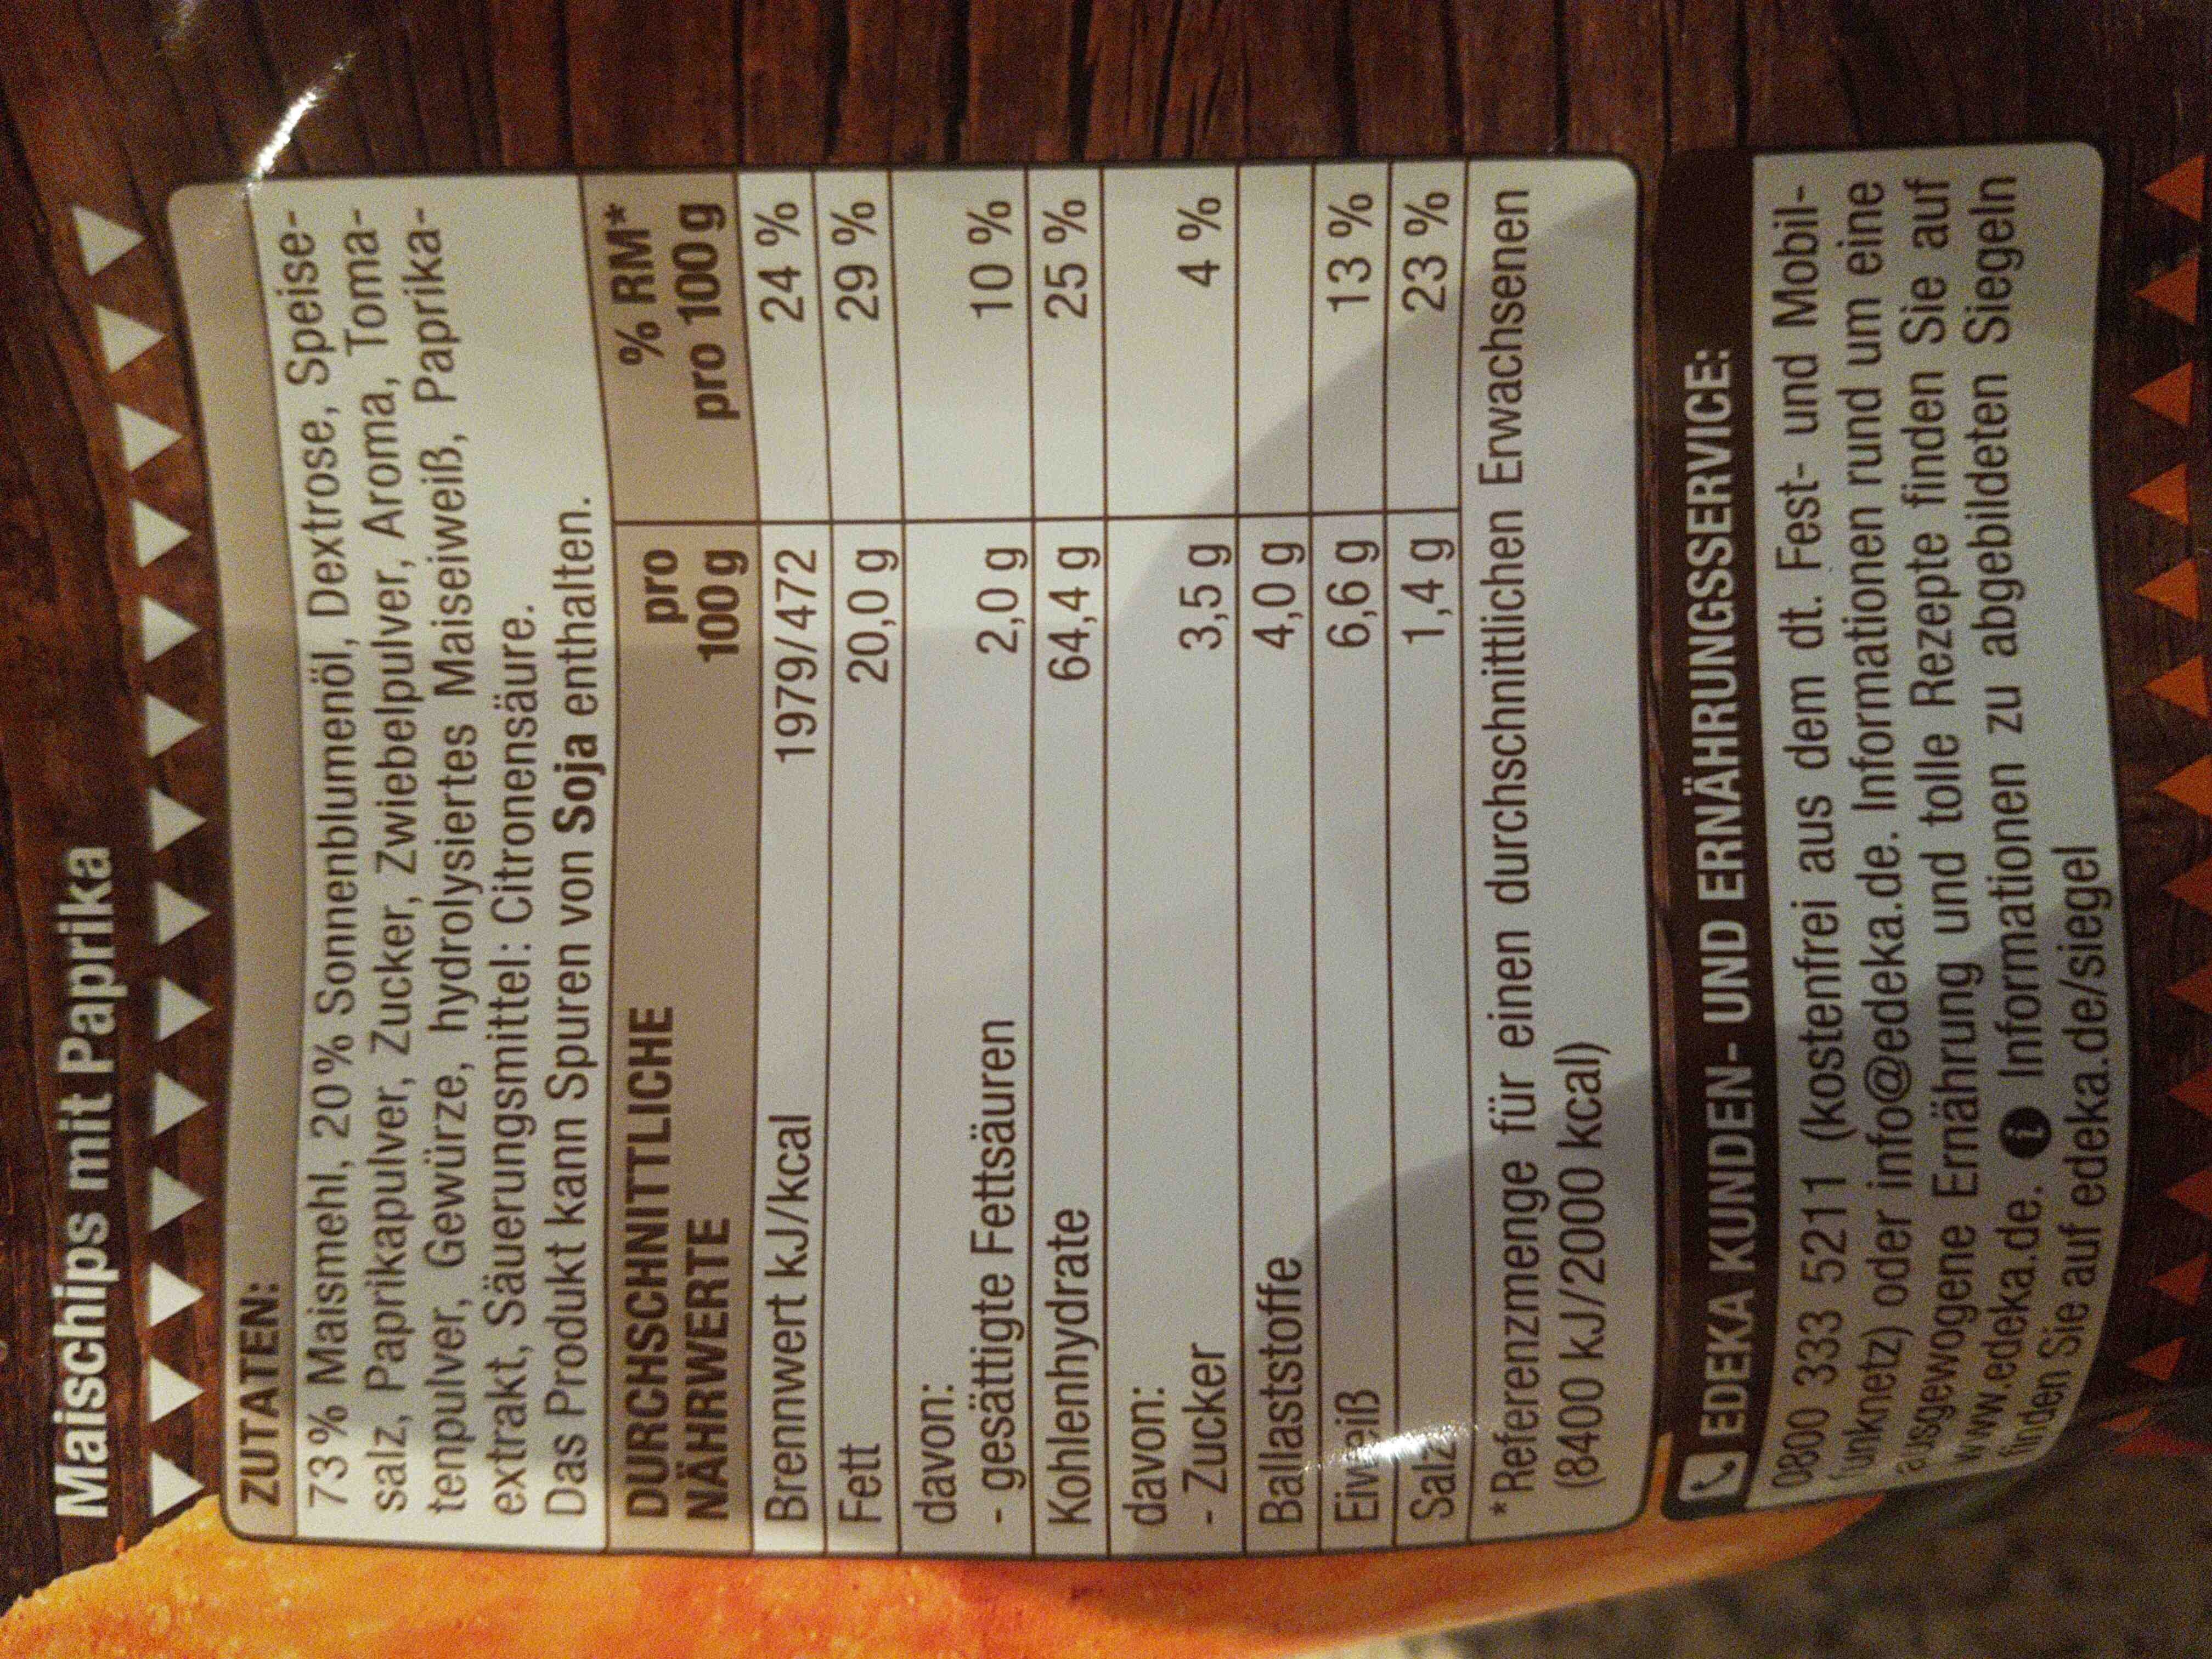 Maischips mit Paprika
ZUTATEN:
73% Maismehl, 20% Sonnenblumenöl, Dextrose, Speise-
salz, Paprikapulver, Zucker, Zwiebelpulver, Aroma, Toma-
tenpulver, Gewürze, hydrolysiertes Maiseiweiß, Paprika-
extrakt, Säuerungsmittel: Citronensäure.
Das Produkt kann Spuren von Soja enthalten.
DURCHSCHNITTLICHE pro % RM*
NÄHRWERTE 100g pro 100g
Brennwert kJ/kcal 1979/472 24 %
Fett 20,0 g 29 %
davon:
- gesättigte Fettsäuren 2,0 g 10 %
Kohlenhydrate 64,4 g 25 %
davon:
- Zucker 3,5 g 4 %
Ballaststoffe 4,0 g
Eiweiß 6,6 g 13 %
Salz 1,4 g 23 %
*Referenzmenge für einen durchschnittlichen Erwachsenen
(8400 kJ/2000 kcal)
EDEKA KUNDEN- UND ERNÄHRUNGSSERVICE:
0800 333 5211 (kostenfrei aus dem dt. Fest- und Mobil-
funknetz) oder info@edeka.de. Informationen rund um eine
ausgewogene Ernährung und tolle Rezepte finden Sie auf
www.edeka.de. i Informationen zu abgebildeten Siegeln
finden Sie auf edeka.de/siegel